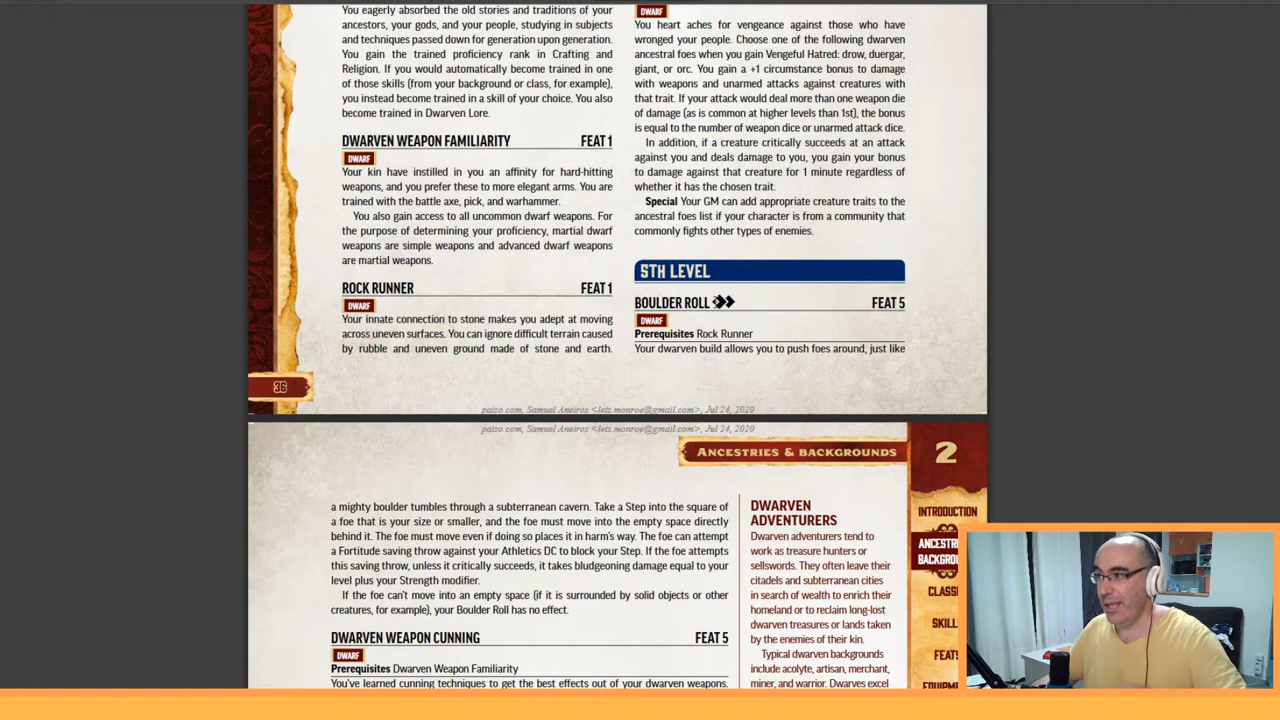 You eagerly absorbed the old stories and traditions of your
ancestors, your gods, and your people, studying in subjects
and techniques passed down for generation upon generation.
You gain the trained proficiency rank in Crafting and
Religion. If you would automatically become trained in one
of those skills (from your background or class, for example),
you instead become trained in a skill of your choice. You also
become trained in Dwarven Lore.
DWARVEN WEAPON FAMILIARITY FEAT 1
DWARF
Your kin have instilled in you an affinity for hard-hitting
weapons, and you prefer these to more elegant arms. You are
trained with the battle axe, pick, and warhammer.
You also gain access to all uncommon dwarf weapons. For
the purpose of determining your proficiency, martial dwarf
weapons are simple weapons and advanced dwarf weapons
are martial weapons.
ROCK RUNNER FEAT 1
DWARF
Your innate connection to stone makes you adept at moving
across uneven surfaces. You can ignore difficult terrain caused
by rubble and uneven ground made of stone and earth.
DWARF
You heart aches for vengeance against those who have
wronged your people. Choose one of the following dwarven
ancestral foes when you gain Vengeful Hatred: drow, duergar,
giant, or orc. You gain a +1 circumstance bonus to damage
with weapons and unarmed attacks against creatures with
that trait. If your attack would deal more than one weapon die
of damage (as is common at higher levels than 1st), the bonus
is equal to the number of weapon dice or unarmed attack dice.
In addition, if a creature critically succeeds at an attack
against you and deals damage to you, you gain your bonus
to damage against that creature for 1 minute regardless of
whether it has the chosen trait.
Special Your GM can add appropriate creature traits to the
ancestral foes list if your character is from a community that
commonly fights other types of enemies.
5TH LEVEL
BOULDER ROLL FEAT 5
DWARF
Prerequisites Rock Runner
Your dwarven build allows you to push foes around, just like
36
paizo.com, Samuel Aneiros <lets.monroe@gmail.com>, Jul 24, 2020
paizo.com, Samuel Aneiros <lets.monroe@gmail.com>, Jul 24, 2020
ANCESTRIES & BACKGROUNDS
2
a mighty boulder tumbles through a subterranean cavern. Take a Step into the square of
a foe that is your size or smaller, and the foe must move into the empty space directly
behind it. The foe must move even if doing so places it in harm's way. The foe can attempt
a Fortitude saving throw against your Athletics DC to block your Step. If the foe attempts
this saving throw, unless it critically succeeds, it takes bludgeoning damage equal to your
level plus your Strength modifier.
If the foe can't move into an empty space (if it is surrounded by solid objects or other
creatures, for example), your Boulder Roll has no effect.
DWARVEN WEAPON CUNNING FEAT 5
DWARF
Prerequisites Dwarven Weapon Familiarity
You've learned cunning techniques to get the best effects out of your dwarven weapons.
DWARVEN
ADVENTURERS
Dwarven adventurers tend to
work as treasure hunters or
sellswords. They often leave their
citadels and subterranean cities
in search of wealth to enrich their
homeland or to reclaim long-lost
dwarven treasures or lands taken
by the enemies of their kin.
Typical dwarven backgrounds
include acolyte, artisan, merchant,
miner, and warrior. Dwarves excel
INTRODUCTION